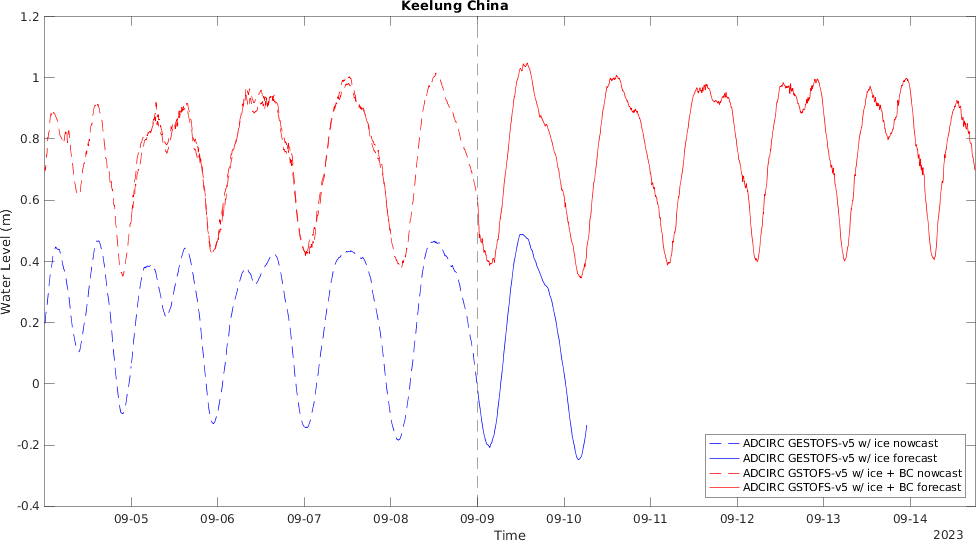 Keelung China
Water Level (m)
1.2
1
0.8
0.6
0.4
0.2
0
-0.2
-0.4
ADCIRC GESTOFS-v5 w/ ice nowcast
ADCIRC GESTOFS-v5 w/ ice forecast
ADCIRC GSTOFS-v5 w/ ice + BC nowcast
ADCIRC GSTOFS-v5 w/ ice + BC forecast
09-05 09-06 09-07 09-08 09-09 09-10 09-11 09-12 09-13 09-14
Time
2023